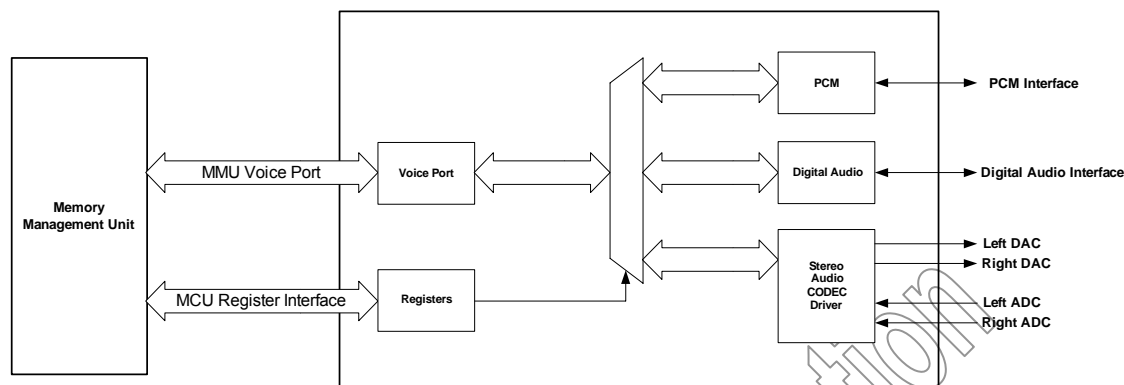 Memory
Management Unit
MMU Voice Port
MCU Register Interface
Voice Port
Registers
PCM
Digital Audio
Stereo
Audio
CODEC
Driver
PCM Interface
Digital Audio Interface
Left DAC
Right DAC
Left ADC
Right ADC